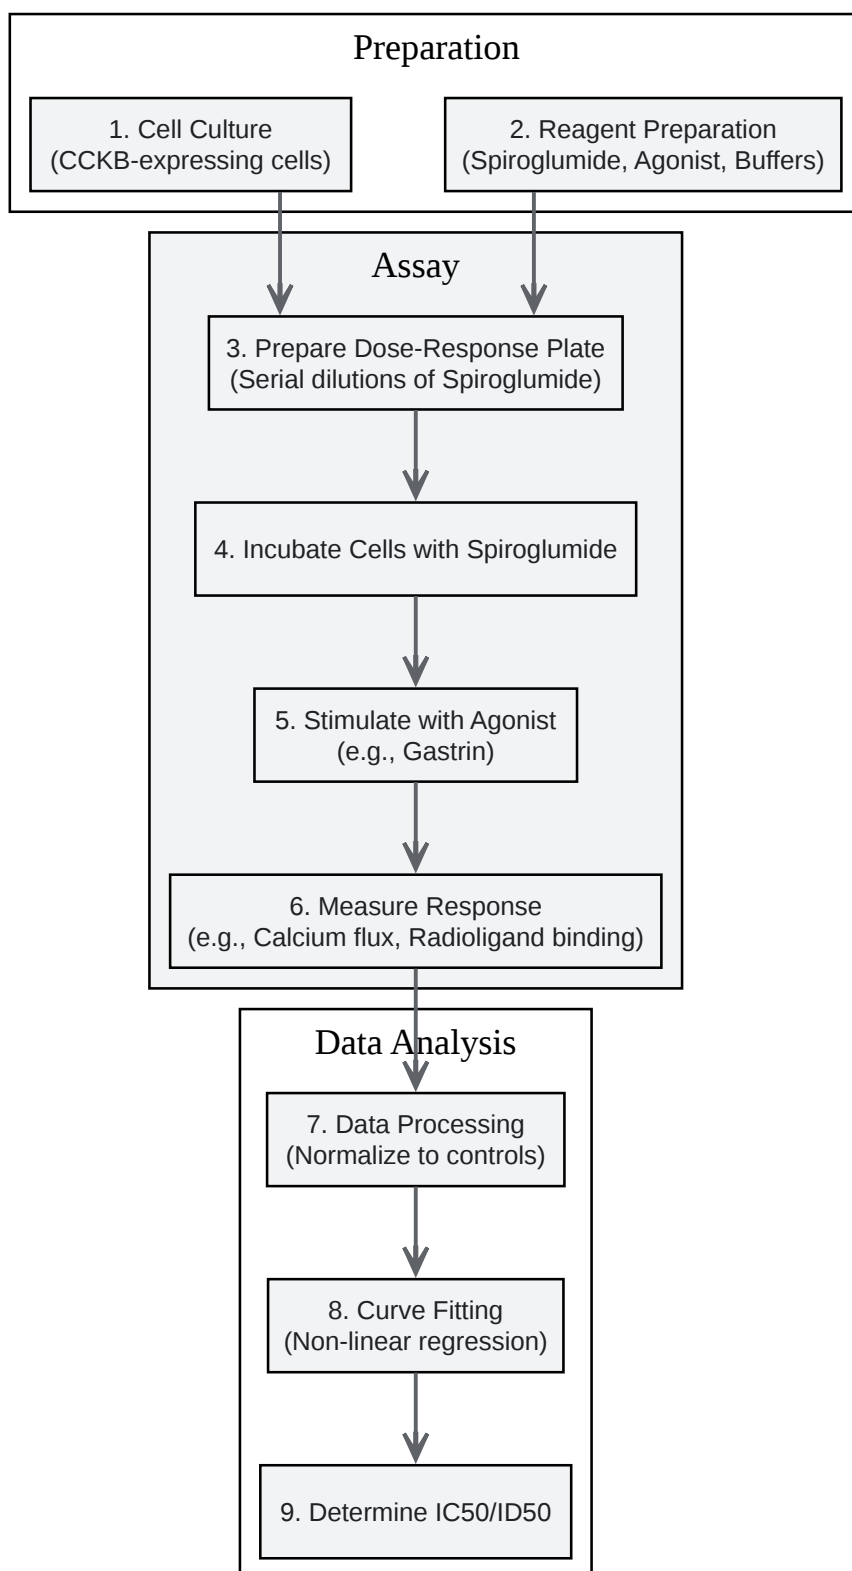 Preparation
1. Cell Culture
(CCKB-expressing cells)
2. Reagent Preparation
(Spiroglumide, Agonist, Buffers)
Assay
3. Prepare Dose-Response Plate
(Serial dilutions of Spiroglumide)
4. Incubate Cells with Spiroglumide
5. Stimulate with Agonist
(e.g., Gastrin)
6. Measure Response
(e.g., Calcium flux, Radioligand binding)
Data Analysis
7. Data Processing
(Normalize to controls)
8. Curve Fitting
(Non-linear regression)
9. Determine IC50/ID50